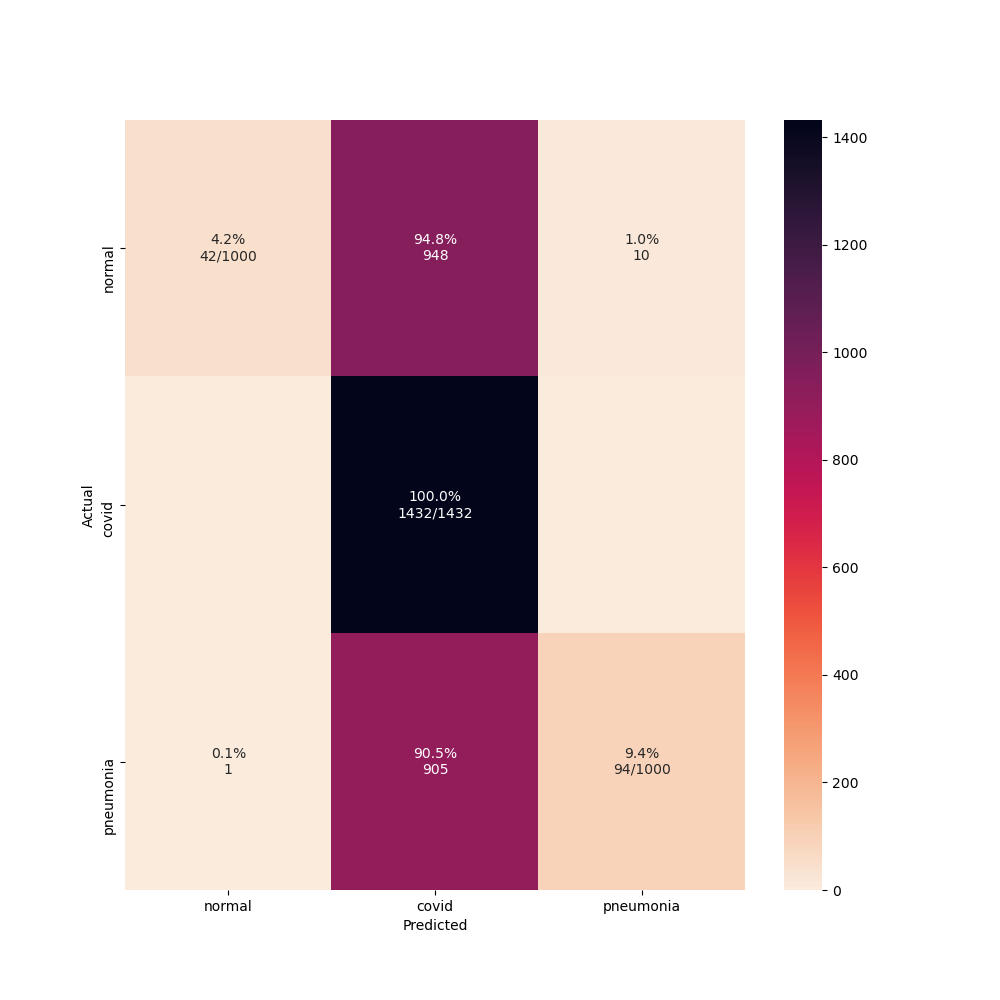 4.2%
42/1000
94.8%
948
1.0%
10
100.0%
1432/1432
0.1%
1
90.5%
905
9.4%
94/1000
normal
covid
pneumonia
Actual
normal
covid
pneumonia
Predicted
1400
1200
1000
800
600
400
200
0